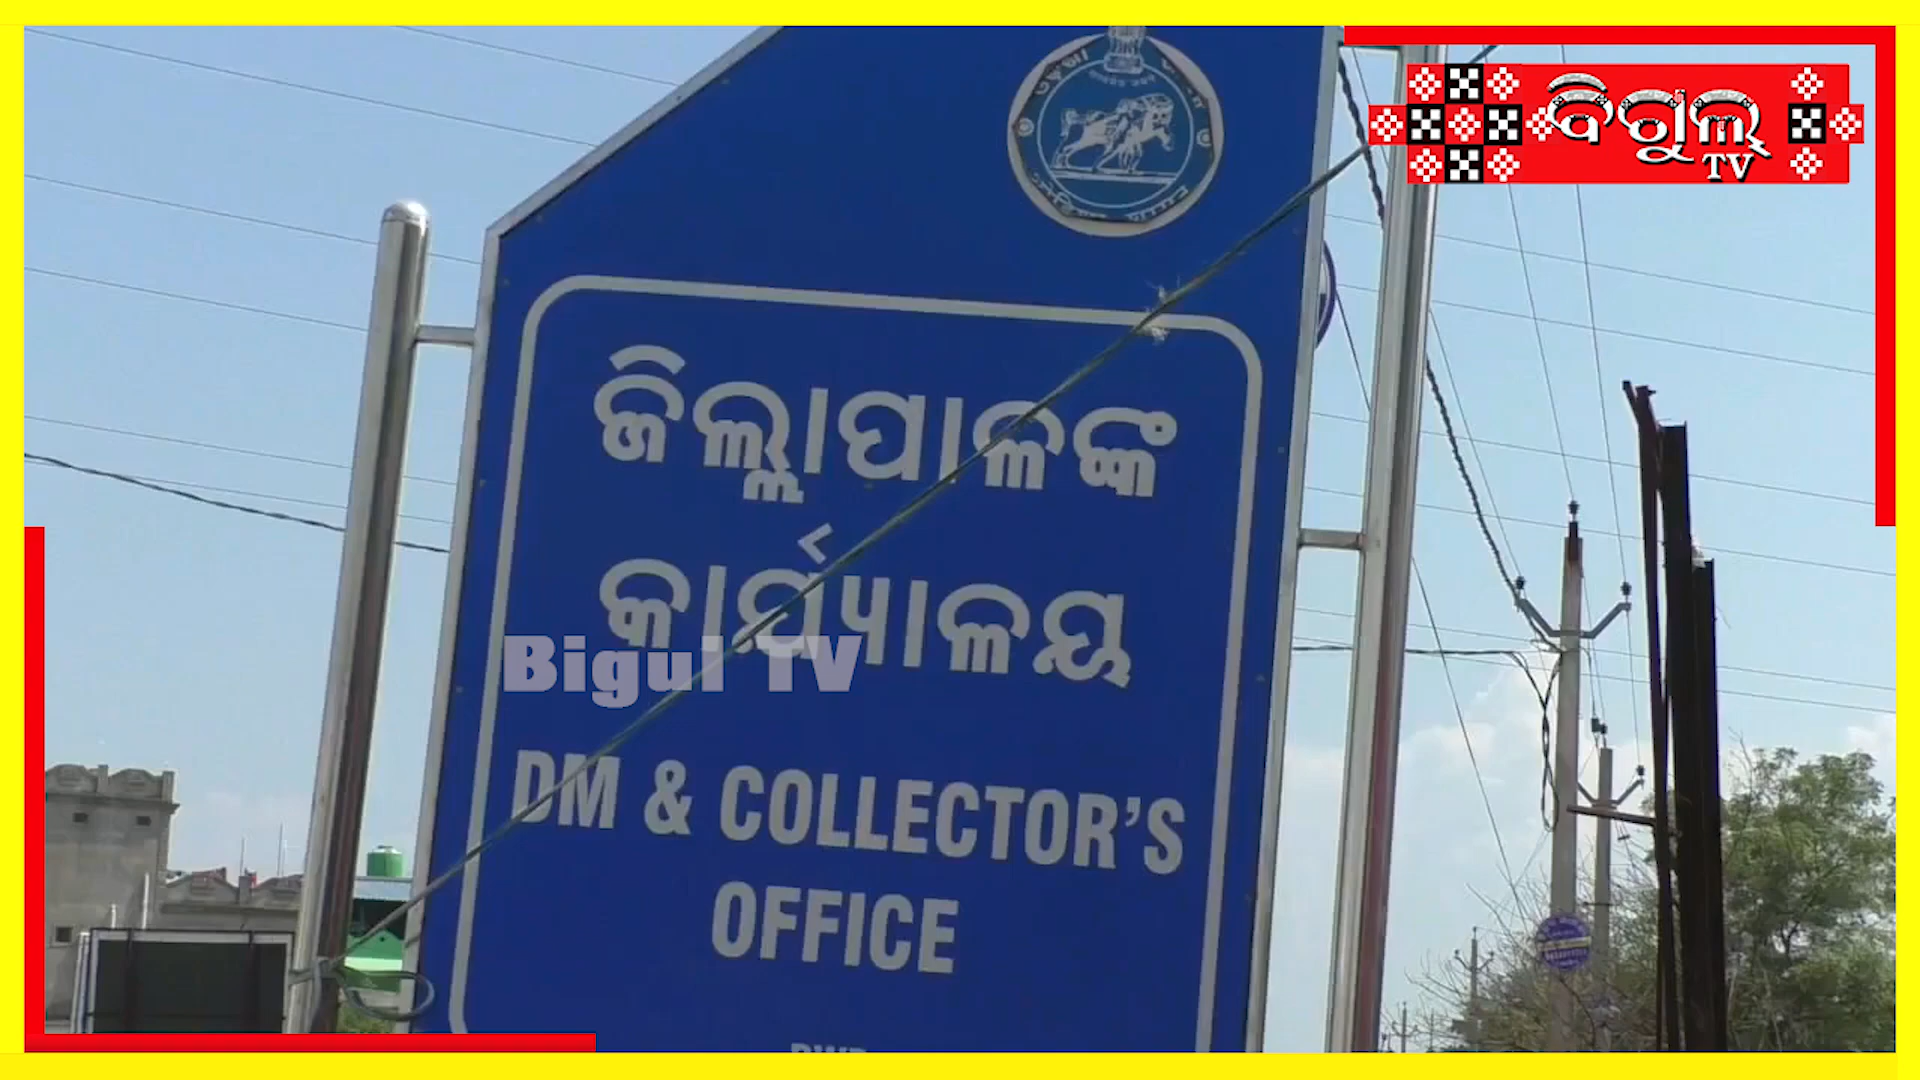 ବିଗୁଲ୍
TV
ଜିଲ୍ଲାପାଳଙ୍କ
କାର୍ଯ୍ୟାଳୟ
Bigul TV
DM & COLLECTOR'S
OFFICE